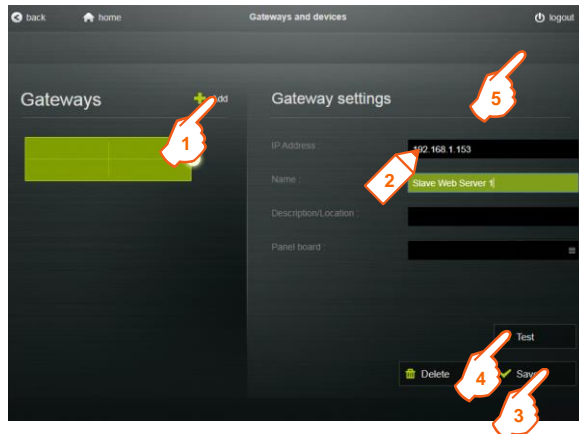 back
home
Gateways and devices
logout
5
Gateways
Add
Gateway settings
1
IP Address :
192.168.1.153
2
Name :
Slave Web Server 1
Description/Location :
Panel board :
Test
Delete
Save
4
3